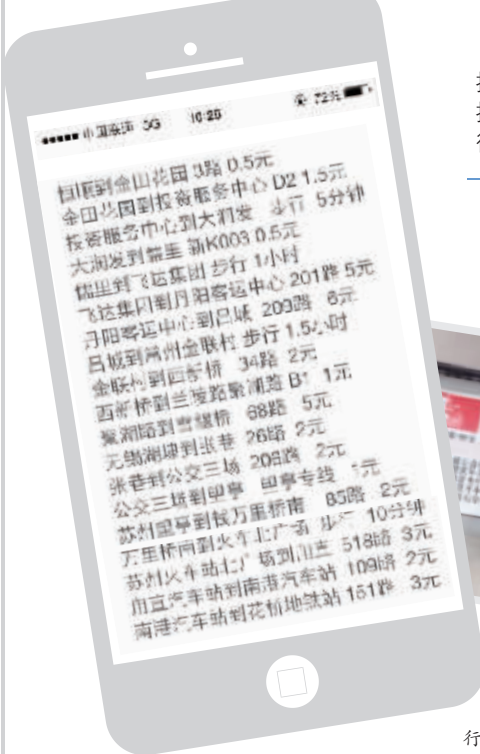 中国联通 3G 10:25 72%
恒顺到金山花园 3路 0.5元
金山花园到投资服务中心 D2 1.5元
投资服务中心到大润发 步行 5分钟
大润发到儒里 新K003 0.5元
儒里到飞达集团 步行 1小时
飞达集团到丹阳客运中心 201路 5元
丹阳客运中心到吕城 209路 6元
吕城到常州金联村 步行 1.5小时
金联村到西新桥 34路 2元
西新桥到兰陵路聚湖路 B1 1元
聚湖路到雪堰桥 68路 5元
无锡湖埭到张巷 26路 2元
张巷到公交三场 206路 2元
公交三场到望亭 望亭专线 1元
苏州望亭到钱万里桥南 85路 2元
万里桥南到火车北广场 步行 10分钟
苏州火车站北广场到甪直 518路 3元
甪直汽车站到南港汽车站 109路 2元
南港汽车站到花桥地铁站 161路 3元
行